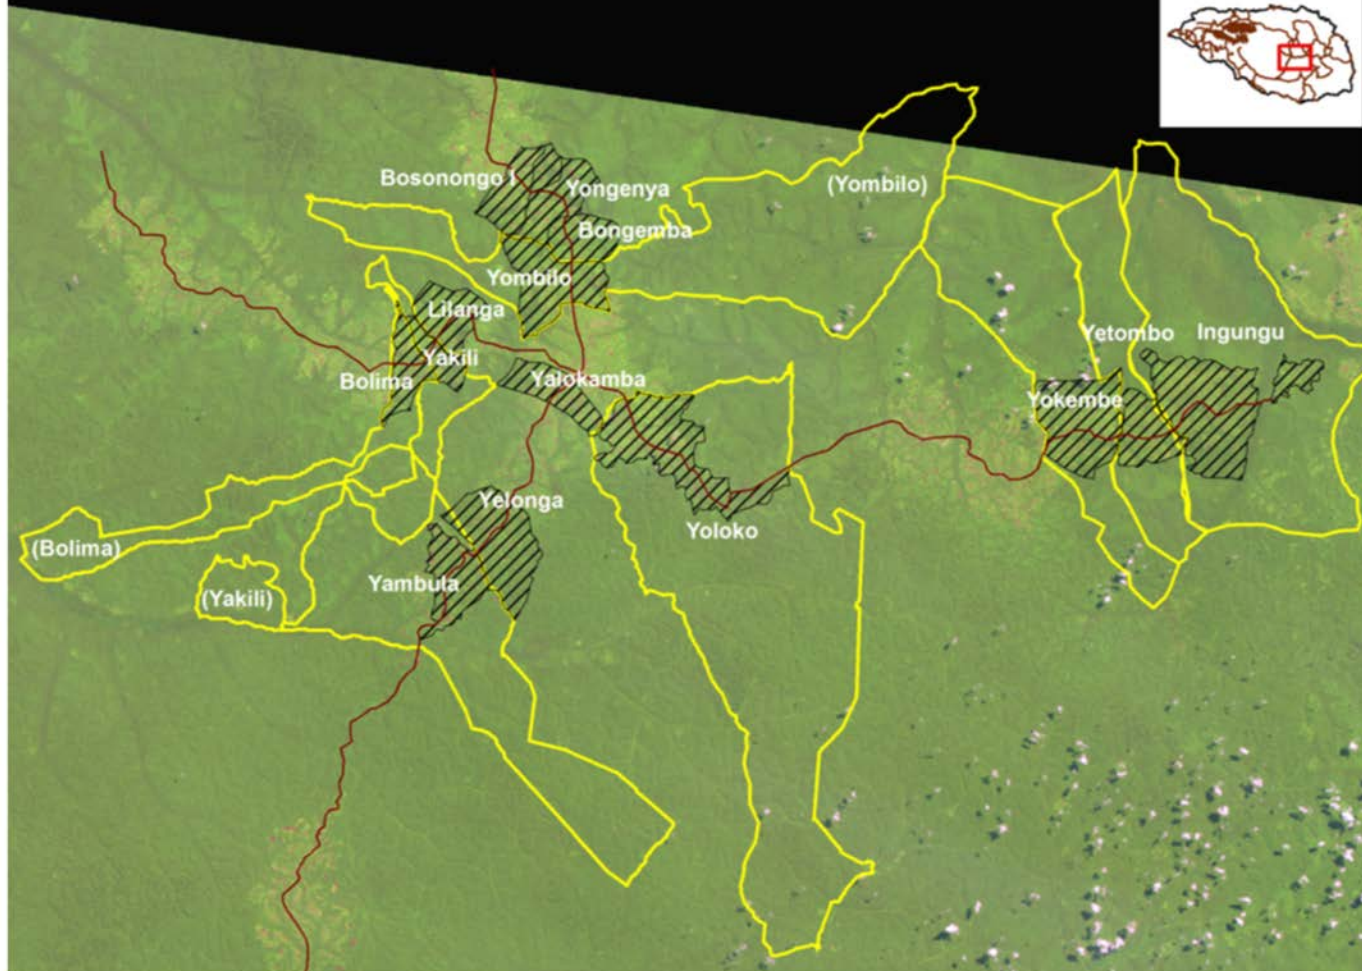 Bosonongo I
Yongenya
(Yombilo)
Bongemba
Yombilo
Lilanga
Yetombo
Ingungu
Yakili
Bolima
Yalokamba
Yokembe
Yelonga
Yoloko
(Bolima)
Yambula
(Yakili)